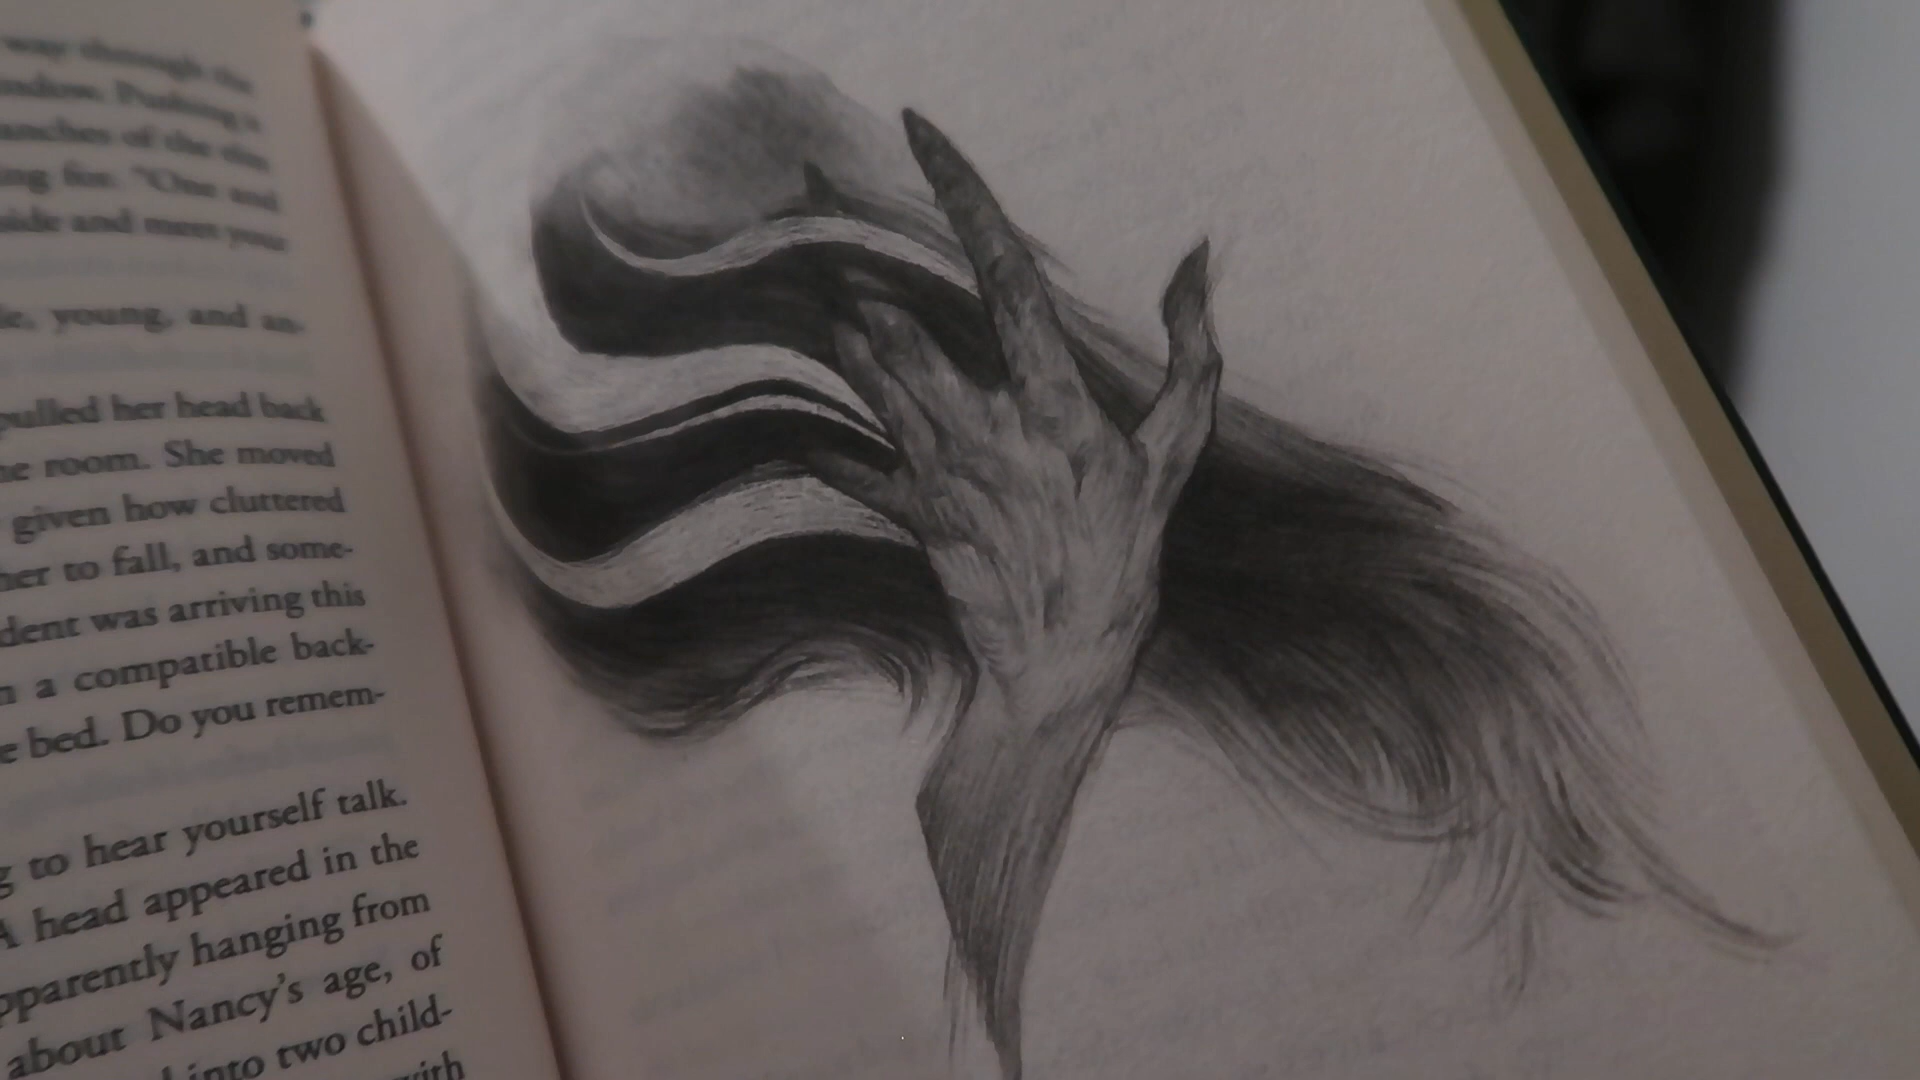 way through the
indow. Pushing a
anches of the
ing for. "One and
side and meet your
le, young, and an-
pulled her head back
he room. She moved
given how cluttered
her to fall, and some-
dent was arriving this
n a compatible back-
e bed. Do you remem-
g to hear yourself talk.
A head appeared in the
pparently hanging from
about Nancy's age, of
into two child-
with